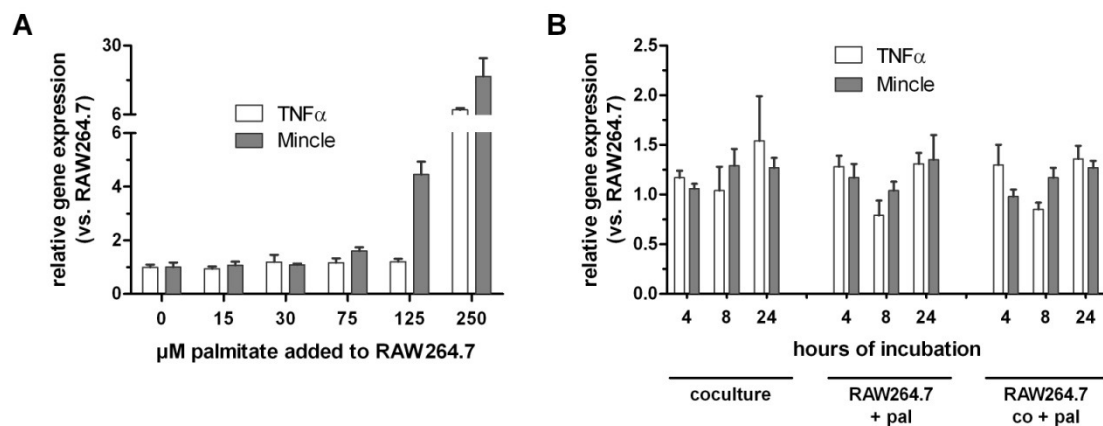 A
relative gene expression
(vs. RAW264.7)
30
6
6
4
2
0
TNFα
Mincle
0 15 30 75 125 250
µM palmitate added to RAW264.7
B
relative gene expression
(vs. RAW264.7)
2.5
2.0
1.5
1.0
0.5
0.0
TNFα
Mincle
4 8 24 4 8 24 4 8 24
hours of incubation
coculture
RAW264.7
+ pal
RAW264.7
co + pal